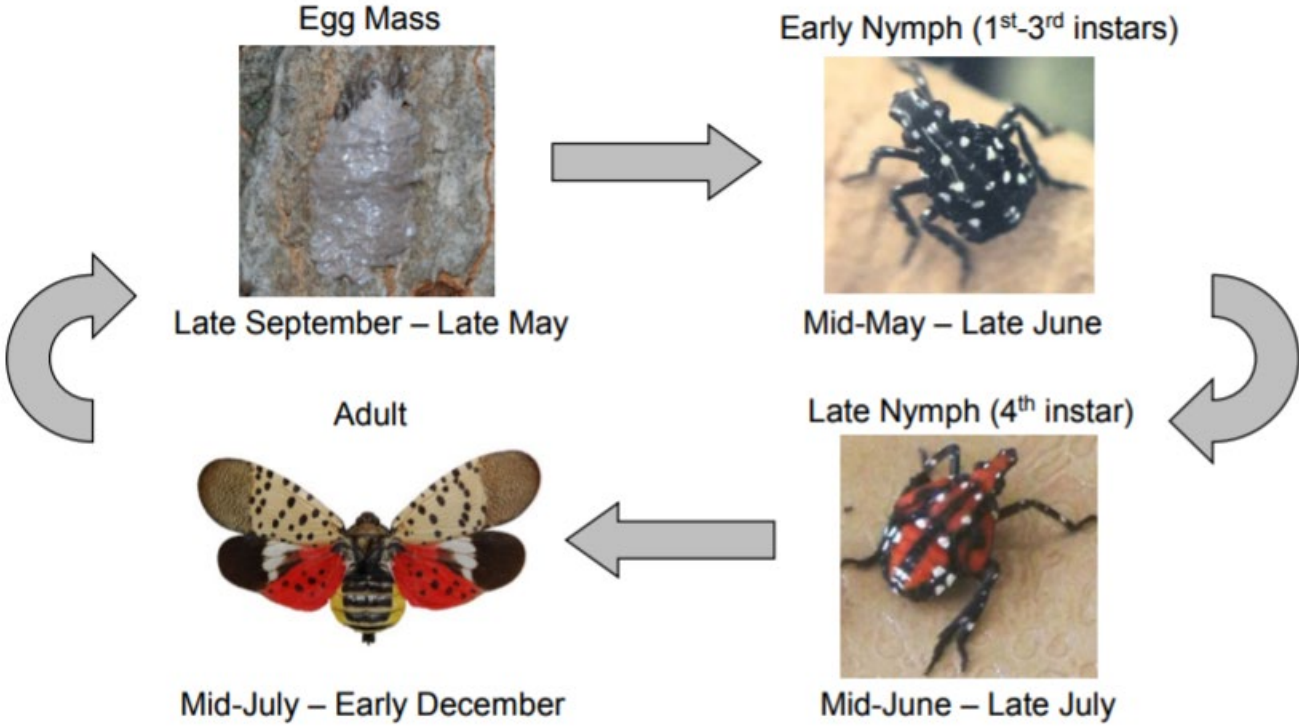 Egg Mass
Early Nymph (1st-3rd instars)
Late September – Late May
Mid-May – Late June
Adult
Late Nymph (4th instar)
Mid-July – Early December
Mid-June – Late July